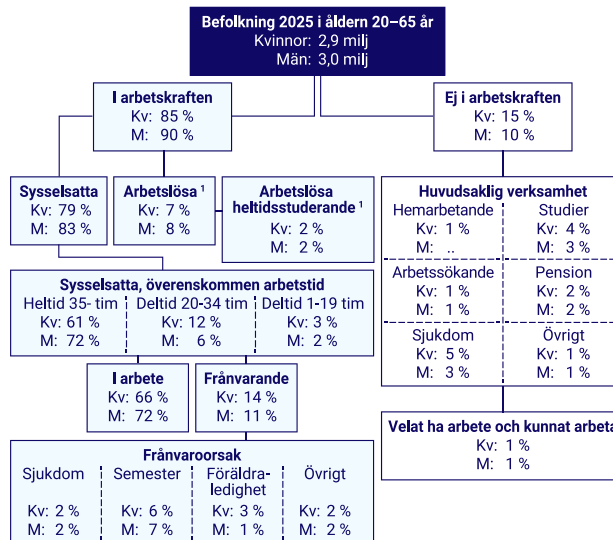 Befolkning 2025 i åldern 20–65 år
Kvinnor: 2,9 milj
Män: 3,0 milj
I arbetskraften
Kv: 85 %
M: 90 %
Ej i arbetskraften
Kv: 15 %
M: 10 %
Sysselsatta
Kv: 79 %
M: 83 %
Arbetslösa ¹
Kv: 7 %
M: 8 %
Arbetslösa
heltidsstuderande ¹
Kv: 2 %
M: 2 %
Huvudsaklig verksamhet
Hemarbetande
Kv: 1 %
M: ..
Studier
Kv: 4 %
M: 3 %
Arbetssökande
Kv: 1 %
M: 1 %
Pension
Kv: 2 %
M: 2 %
Sjukdom
Kv: 5 %
M: 3 %
Övrigt
Kv: 1 %
M: 1 %
Sysselsatta, överenskommen arbetstid
Heltid 35- tim
Kv: 61 %
M: 72 %
Deltid 20-34 tim
Kv: 12 %
M: 6 %
Deltid 1-19 tim
Kv: 3 %
M: 2 %
I arbete
Kv: 66 %
M: 72 %
Frånvarande
Kv: 14 %
M: 11 %
Velat ha arbete och kunnat arbeta
Kv: 1 %
M: 1 %
Frånvaroorsak
Sjukdom
Kv: 2 %
M: 2 %
Semester
Kv: 6 %
M: 7 %
Föräldra-
ledighet
Kv: 3 %
M: 1 %
Övrigt
Kv: 2 %
M: 2 %